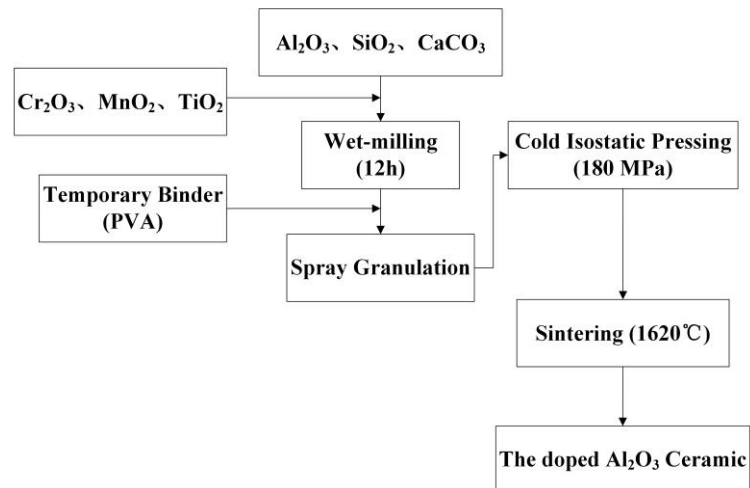 Al₂O₃、SiO₂、CaCO₃
Cr₂O₃、MnO₂、TiO₂
Wet-milling
(12h)
Cold Isostatic Pressing
(180 MPa)
Temporary Binder
(PVA)
Spray Granulation
Sintering (1620℃)
The doped Al₂O₃ Ceramic